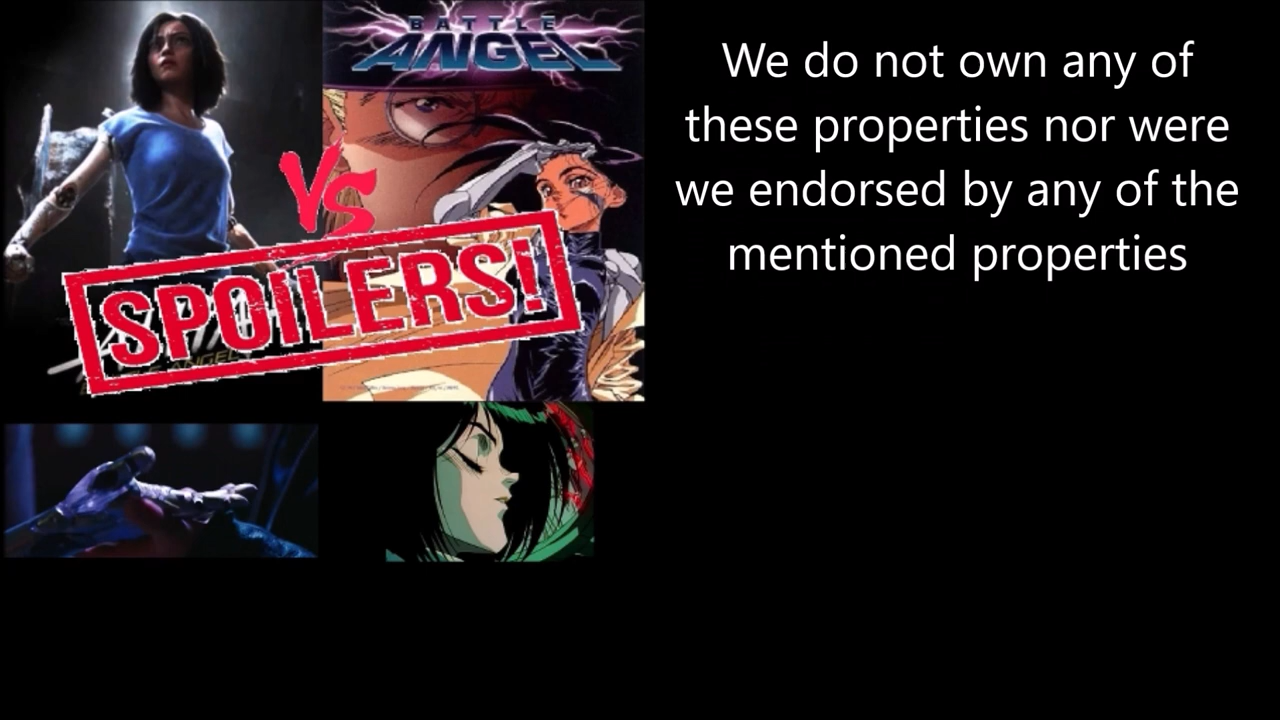 BATTLE
ANGEL
VS
SPOILERS!
We do not own any of
these properties nor were
we endorsed by any of the
mentioned properties